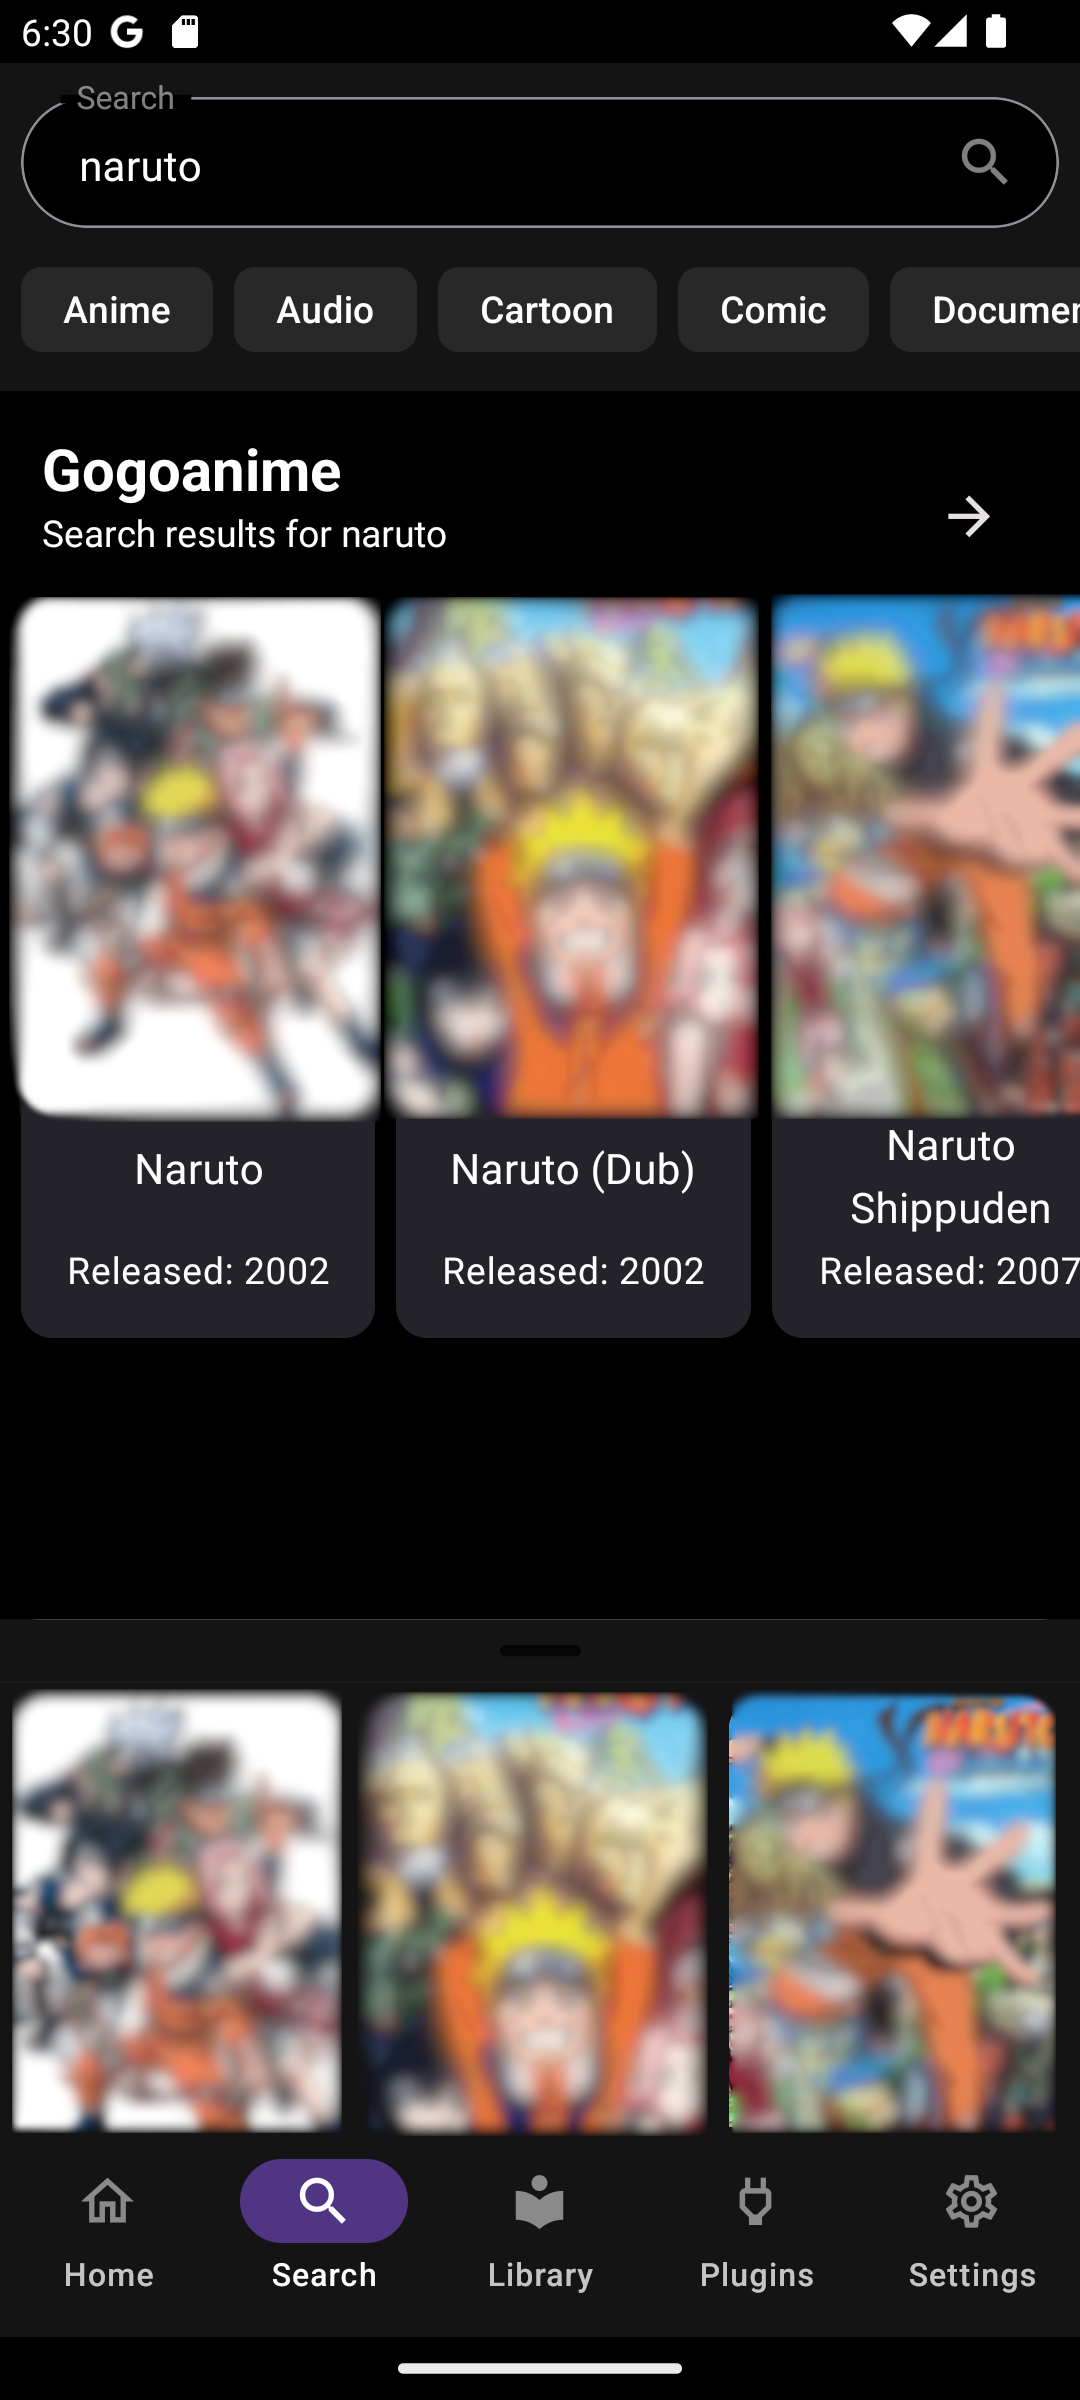 6:30
Search
naruto
Anime
Audio
Cartoon
Comic
Gogoanime
Search results for naruto
Naruto
Released: 2002
Naruto (Dub)
Released: 2002
Naruto
Shippuden
Released: 2007
Home
Search
Library
Plugins
Settings